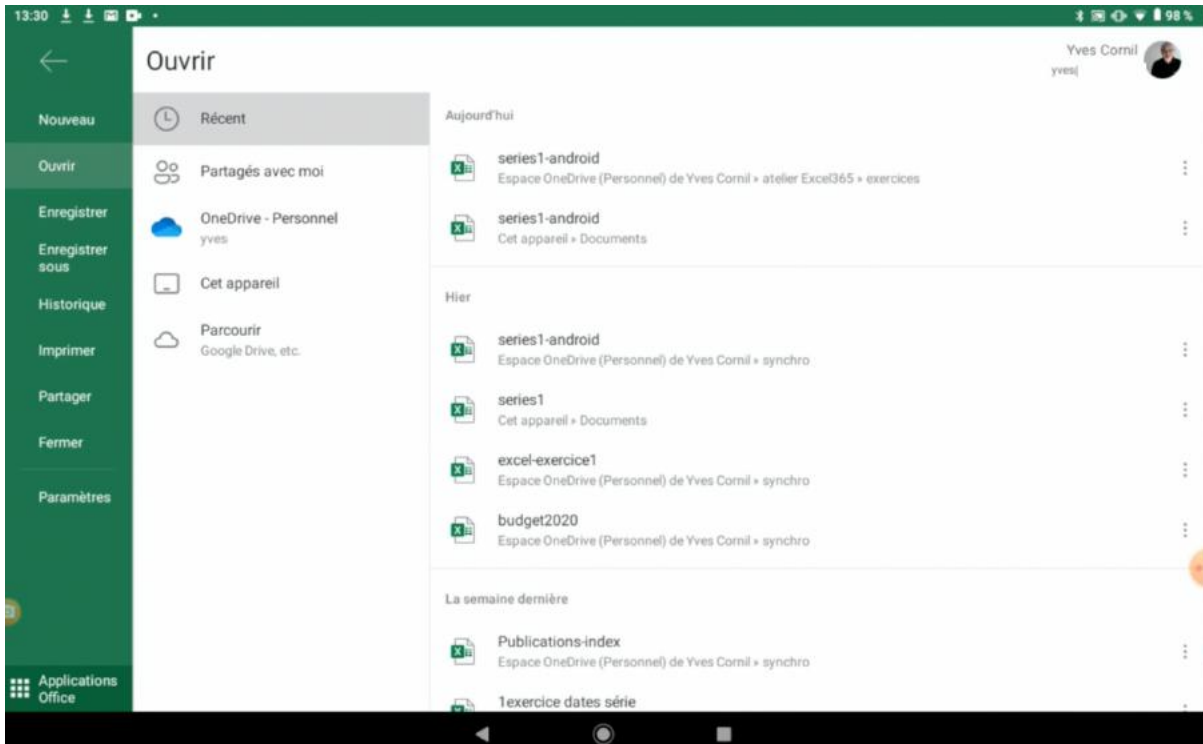 13:30
98 %
Nouveau
Ouvrir
Enregistrer
Enregistrer
sous
Historique
Imprimer
Partager
Fermer
Paramètres
Applications
Office
Ouvrir
Récent
Partagés avec moi
OneDrive - Personnel
yves
Cet appareil
Parcourir
Google Drive, etc.
Yves Cornil
yves|
Aujourd'hui
series1-android
Espace OneDrive (Personnel) de Yves Cornil » atelier Excel365 » exercices
series1-android
Cet appareil » Documents
Hier
series1-android
Espace OneDrive (Personnel) de Yves Cornil » synchro
series1
Cet appareil » Documents
excel-exercice1
Espace OneDrive (Personnel) de Yves Cornil » synchro
budget2020
Espace OneDrive (Personnel) de Yves Cornil » synchro
La semaine dernière
Publications-index
Espace OneDrive (Personnel) de Yves Cornil » synchro
1exercice dates série